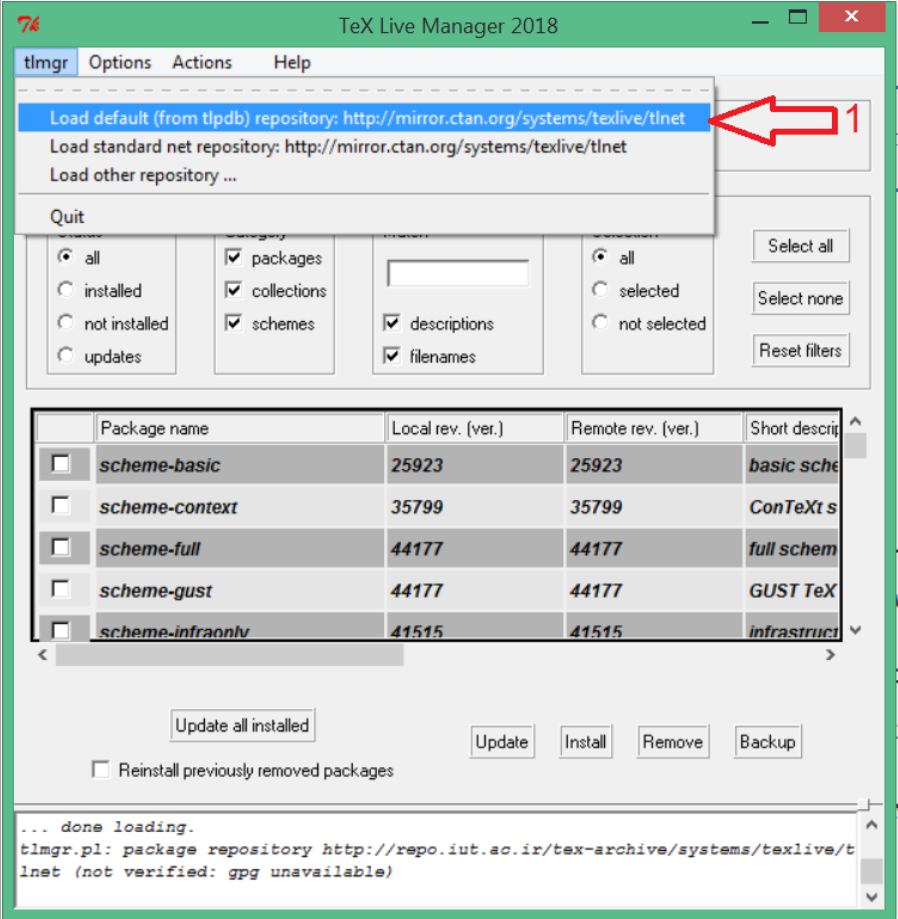 Tk TeX Live Manager 2018
tlmgr Options Actions Help
Load default (from tlpdb) repository: http://mirror.ctan.org/systems/texlive/tlnet 1
Load standard net repository: http://mirror.ctan.org/systems/texlive/tlnet
Load other repository ...
Quit
all packages all Select all
installed collections selected Select none
not installed schemes descriptions not selected
updates filenames Reset filters
Package name Local rev. (ver.) Remote rev. (ver.) Short descrip
scheme-basic 25923 25923 basic sche
scheme-context 35799 35799 ConTeXt s
scheme-full 44177 44177 full schem
scheme-gust 44177 44177 GUST TeX
scheme-infraonly 41515 41515 infrastruct
Update all installed
Update Install Remove Backup
Reinstall previously removed packages
... done loading.
tlmgr.pl: package repository http://repo.iut.ac.ir/tex-archive/systems/texlive/t
lnet (not verified: gpg unavailable)